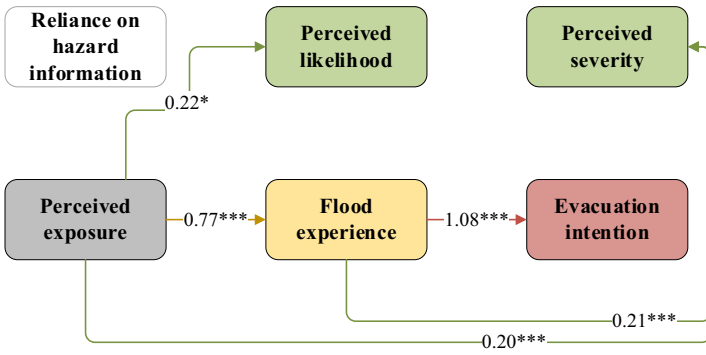 Reliance on
hazard
information
Perceived
likelihood
Perceived
severity
0.22*
Perceived
exposure
0.77***
Flood
experience
1.08***
Evacuation
intention
0.21***
0.20***